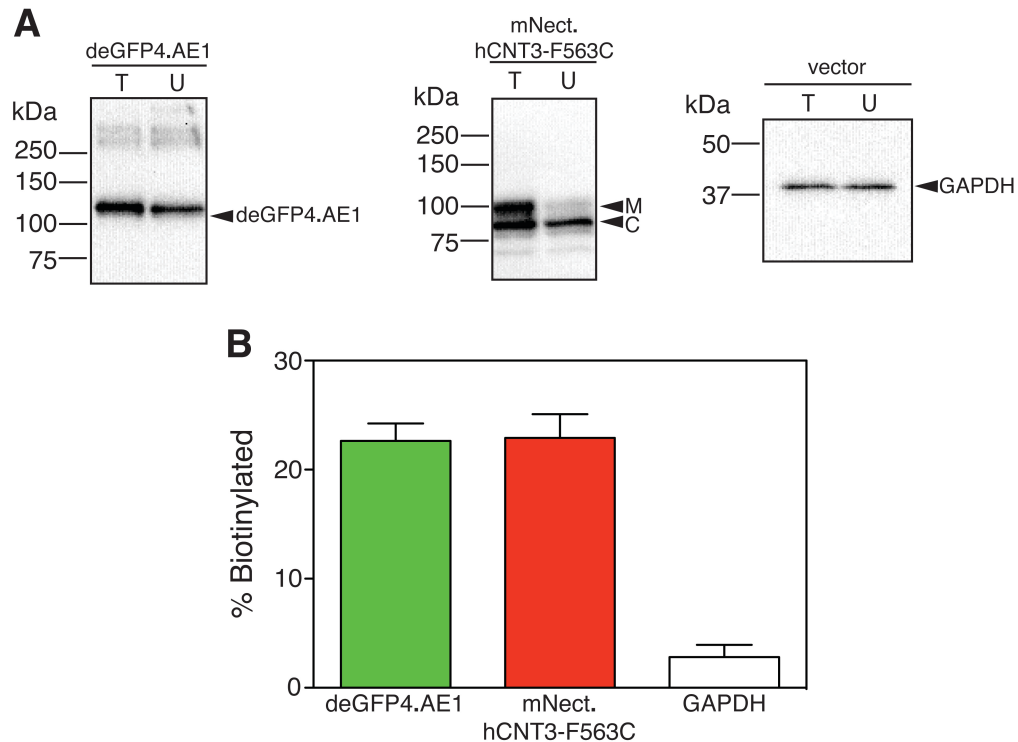 A
deGFP4.AE1
T U
kDa
250
150
100
75
deGFP4.AE1
mNect.
hCNT3-F563C
T U
kDa
250
150
100
75
M
C
vector
T U
kDa
50
37
GAPDH
B
% Biotinylated
30
20
10
0
deGFP4.AE1
mNect.
hCNT3-F563C
GAPDH